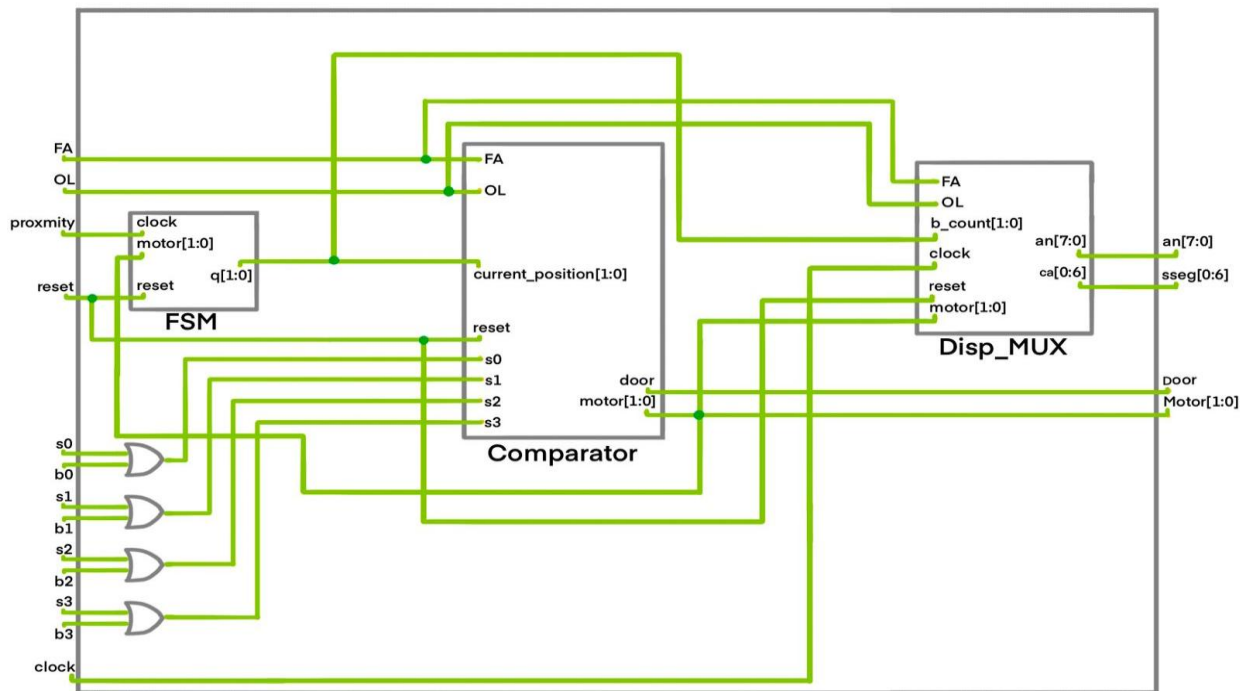 FA
OL
proxmity
reset
s0
b0
s1
b1
s2
b2
s3
b3
clock
clock
motor[1:0]
q[1:0]
reset
FSM
FA
OL
current_position[1:0]
reset
s0
s1
s2
s3
door
motor[1:0]
Comparator
FA
OL
b_count[1:0]
clock
reset
motor[1:0]
an[7:0]
ca[0:6]
Disp_MUX
an[7:0]
sseg[0:6]
Door
Motor[1:0]